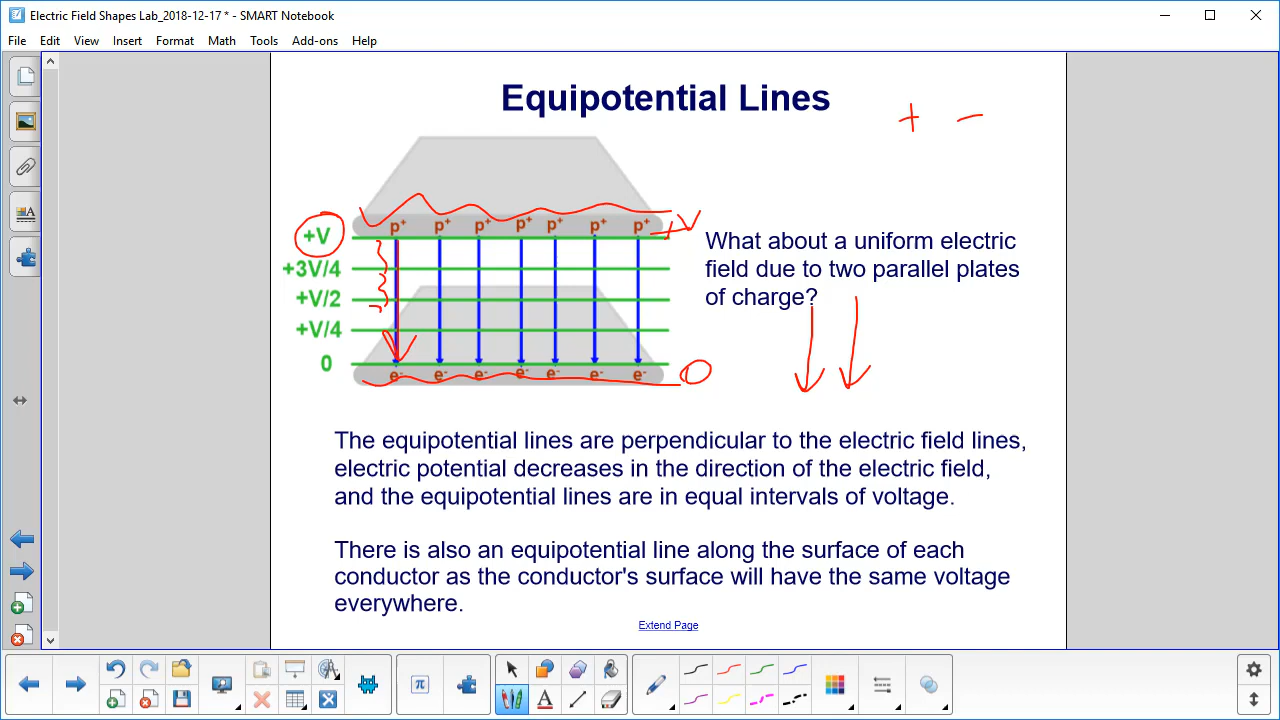 Electric Field Shapes Lab_2018-12-17 * - SMART Notebook
File Edit View Insert Format Math Tools Add-ons Help
Equipotential Lines
+ -
p+ p+ p+ p+ p+ p+ p+
+V
+V
+3V/4
+V/2
+V/4
0
e- e- e- e- e- e- e-
0
What about a uniform electric
field due to two parallel plates
of charge?
The equipotential lines are perpendicular to the electric field lines,
electric potential decreases in the direction of the electric field,
and the equipotential lines are in equal intervals of voltage.
There is also an equipotential line along the surface of each
conductor as the conductor's surface will have the same voltage
everywhere.
Extend Page
π
A